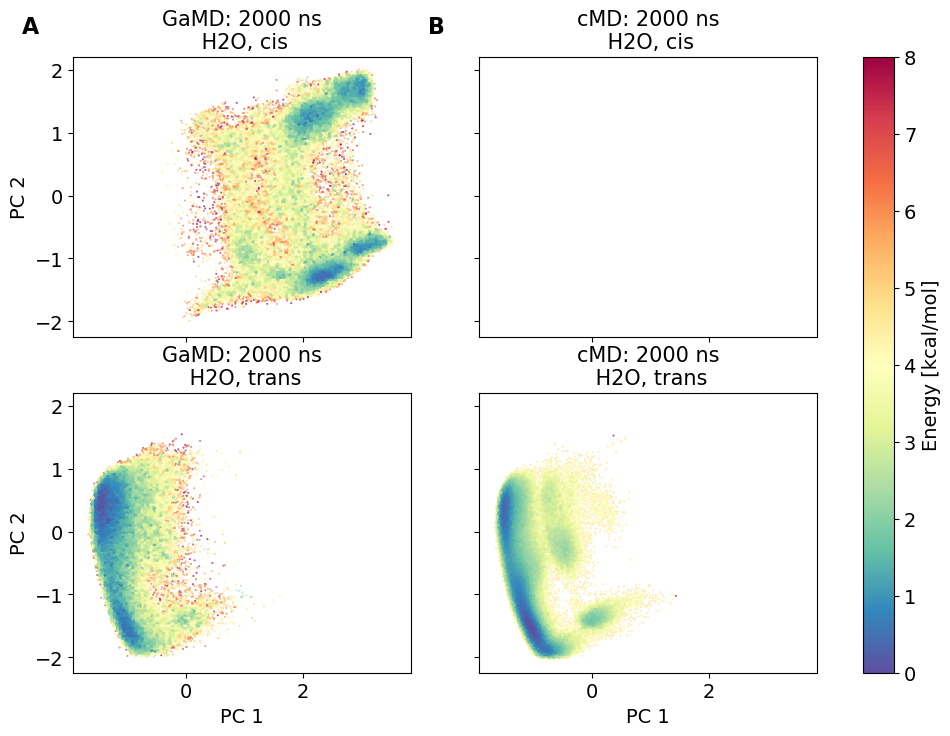 A
GaMD: 2000 ns
H2O, cis
B
cMD: 2000 ns
H2O, cis
2
1
0
−1
−2
PC 2
GaMD: 2000 ns
H2O, trans
cMD: 2000 ns
H2O, trans
2
1
0
−1
−2
PC 2
0
2
PC 1
0
2
PC 1
8
7
6
5
4
3
2
1
0
Energy [kcal/mol]